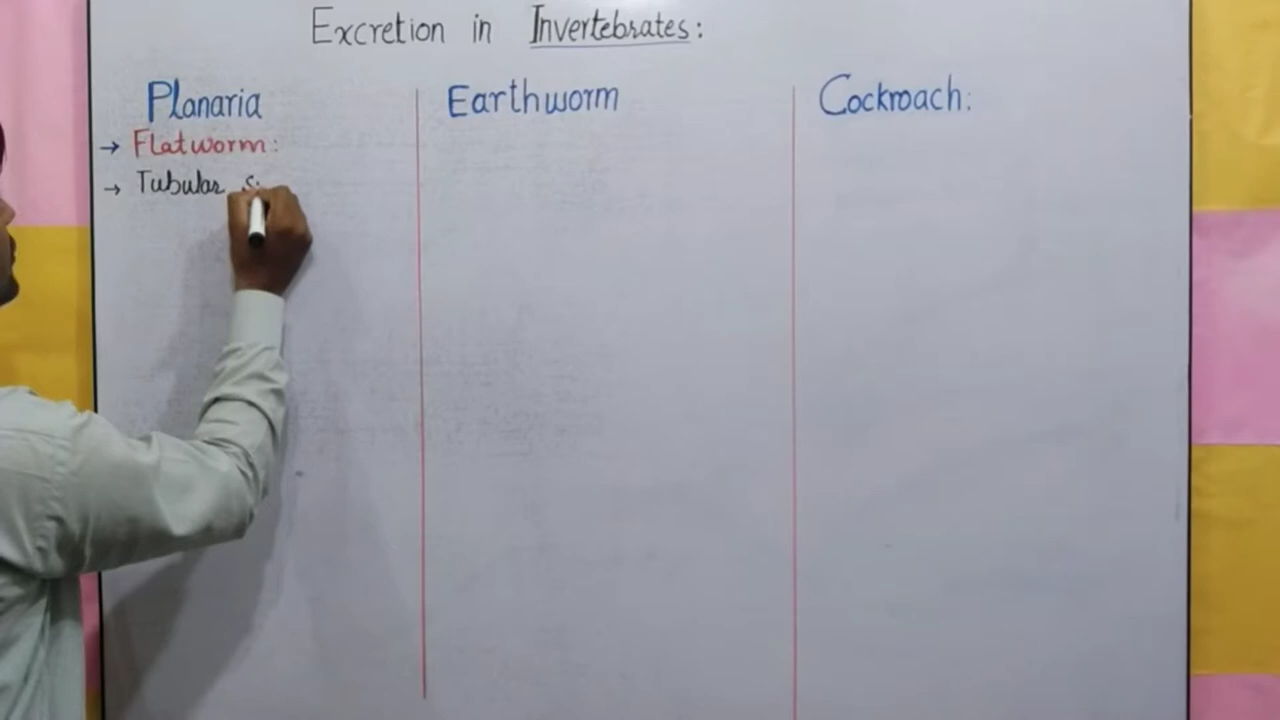 Excretion in Invertebrates:
Planaria
→ Flatworm:
→ Tubular
Earthworm
Cockroach: